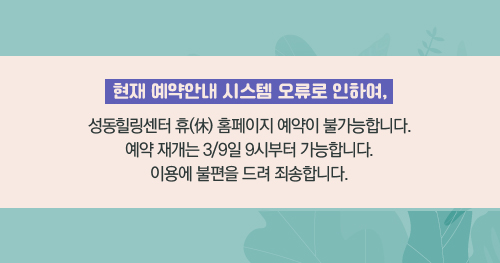 현재 예약안내 시스템 오류로 인하여,
성동힐링센터 휴(休) 홈페이지 예약이 불가능합니다.
예약 재개는 3/9일 9시부터 가능합니다.
이용에 불편을 드려 죄송합니다.